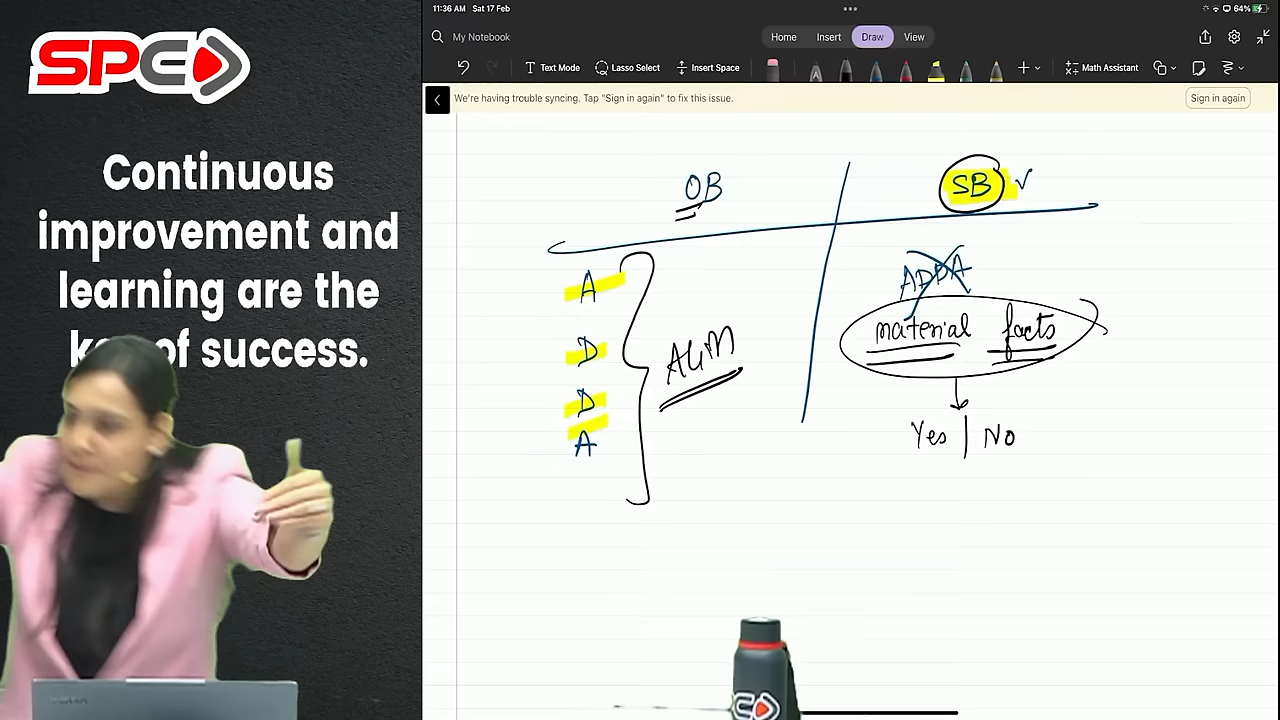 11:36 AM Sat 17 Feb
64%
My Notebook
Home Insert Draw View
Text Mode Lasso Select Insert Space Math Assistant
We're having trouble syncing. Tap "Sign in again" to fix this issue.
Sign in again
SPC
Continuous
improvement and
learning are the
of success.
OB
SB
A
D
D
A
AGM
ADDA
material facts
Yes | No